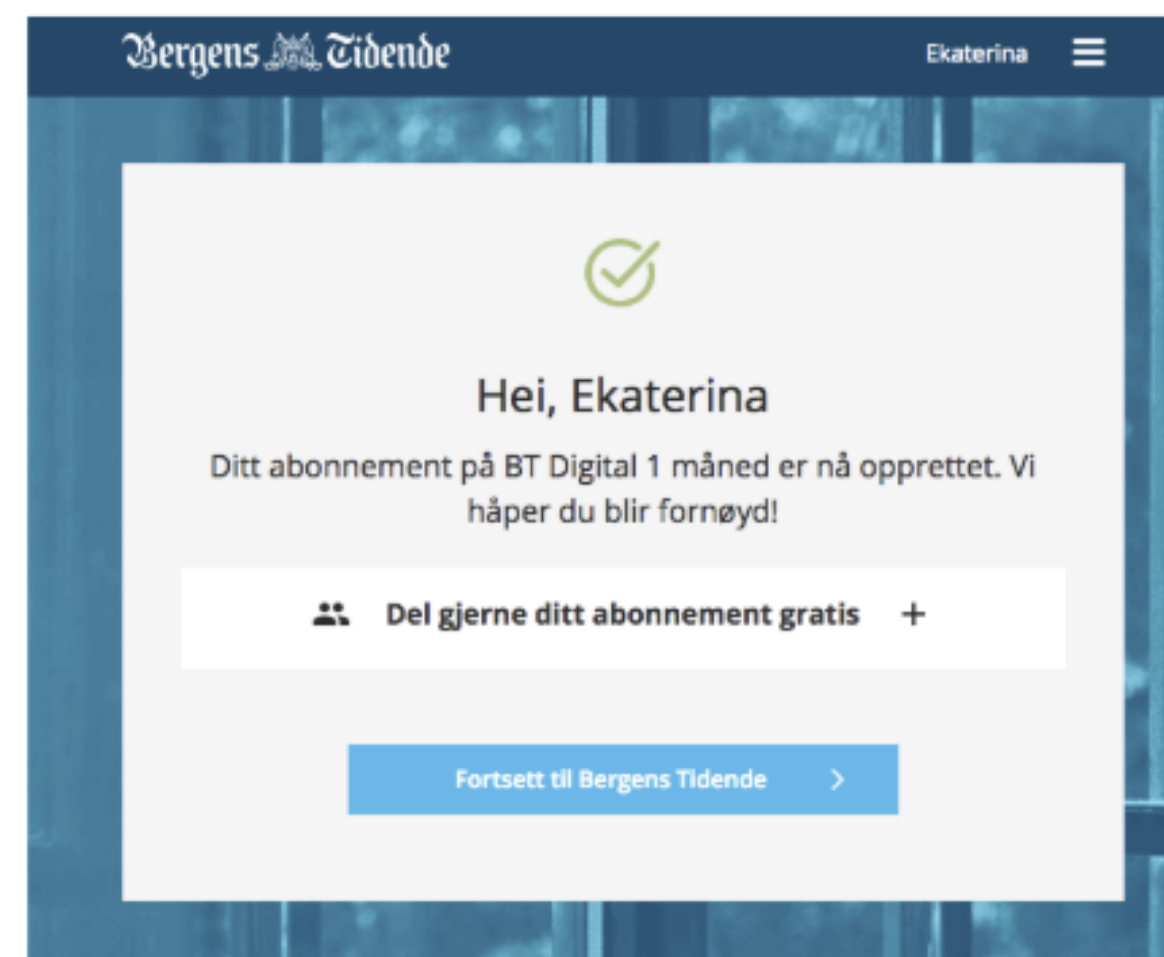 Bergens Tidende
Ekaterina
Hei, Ekaterina
Ditt abonnement på BT Digital 1 måned er nå opprettet. Vi
håper du blir fornøyd!
Del gjerne ditt abonnement gratis +
Fortsett til Bergens Tidende